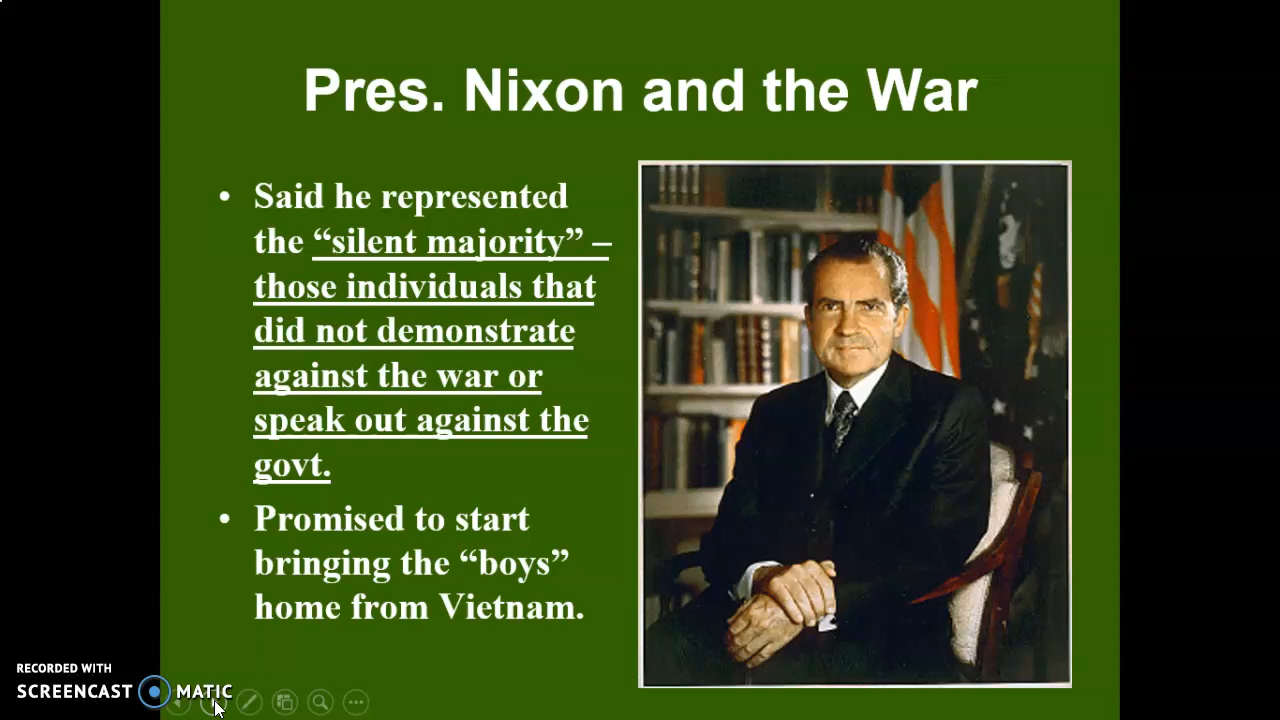 Pres. Nixon and the War
• Said he represented
the “silent majority” –
those individuals that
did not demonstrate
against the war or
speak out against the
govt.
• Promised to start
bringing the “boys”
home from Vietnam.
RECORDED WITH
SCREENCAST MATIC